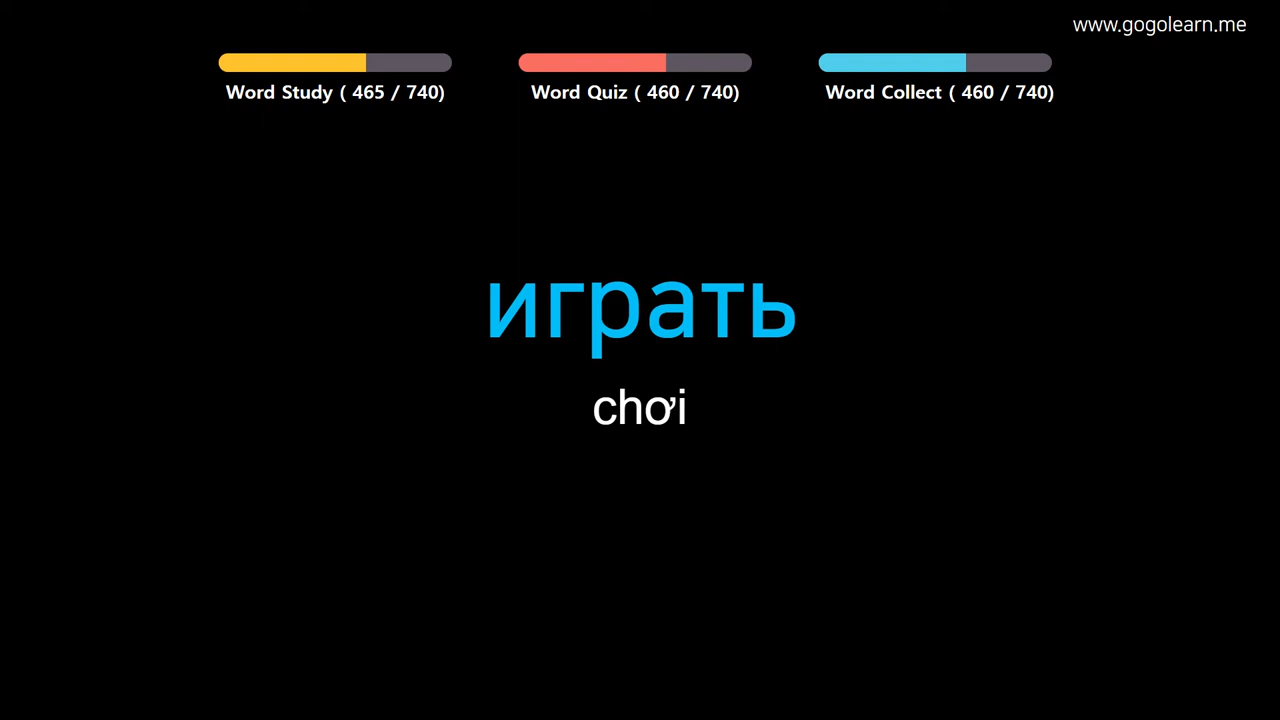 www.gogolearn.me
Word Study ( 465 / 740)
Word Quiz ( 460 / 740)
Word Collect ( 460 / 740)
играть
chơi